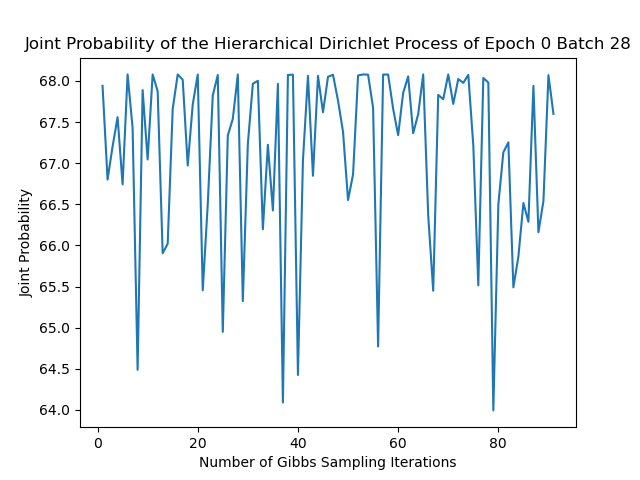 Joint Probability of the Hierarchical Dirichlet Process of Epoch 0 Batch 28
68.0
67.5
67.0
66.5
66.0
65.5
65.0
64.5
64.0
Joint Probability
0 20 40 60 80
Number of Gibbs Sampling Iterations